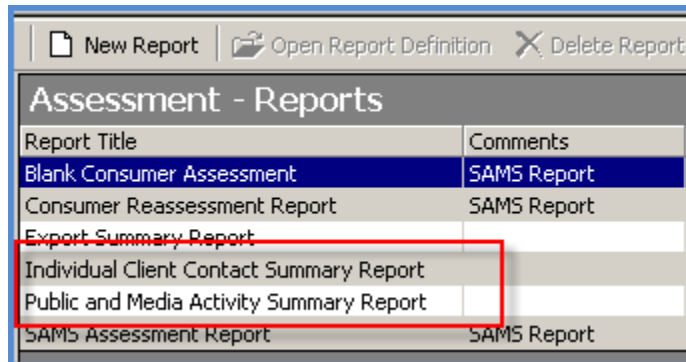 New Report Open Report Definition Delete Report
Assessment - Reports
Report Title Comments
Blank Consumer Assessment SAMS Report
Consumer Reassessment Report SAMS Report
Export Summary Report
Individual Client Contact Summary Report
Public and Media Activity Summary Report
SAMS Assessment Report SAMS Report